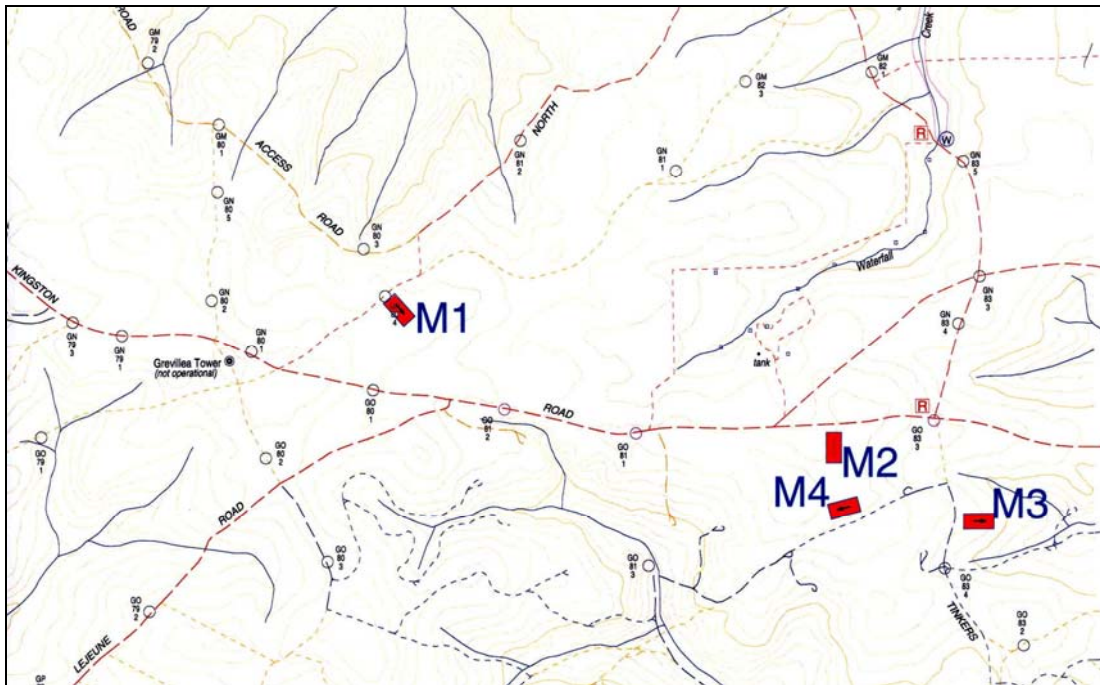 ROAD
GM
79
2
GM
80
1
ACCESS
ROAD
GN
80
5
GN
80
3
GN
80
2
GN
80
1
KINGSTON
GN
79
3
GN
79
1
Grevillea Tower
(not operational)
NORTH
GN
81
2
GN
81
1
GM
82
3
GM
82
1
Creek
R
W
GN
83
5
Waterfall
GN
83
3
GN
83
4
tank
4
M1
GO
80
1
GO
81
2
ROAD
GO
81
1
R
GO
83
3
M2
M4
M3
GO
79
1
GO
80
2
ROAD
GO
80
3
GO
81
3
GO
83
4
TINKERS
GO
83
2
GO
79
2
LEJEUNE
GP